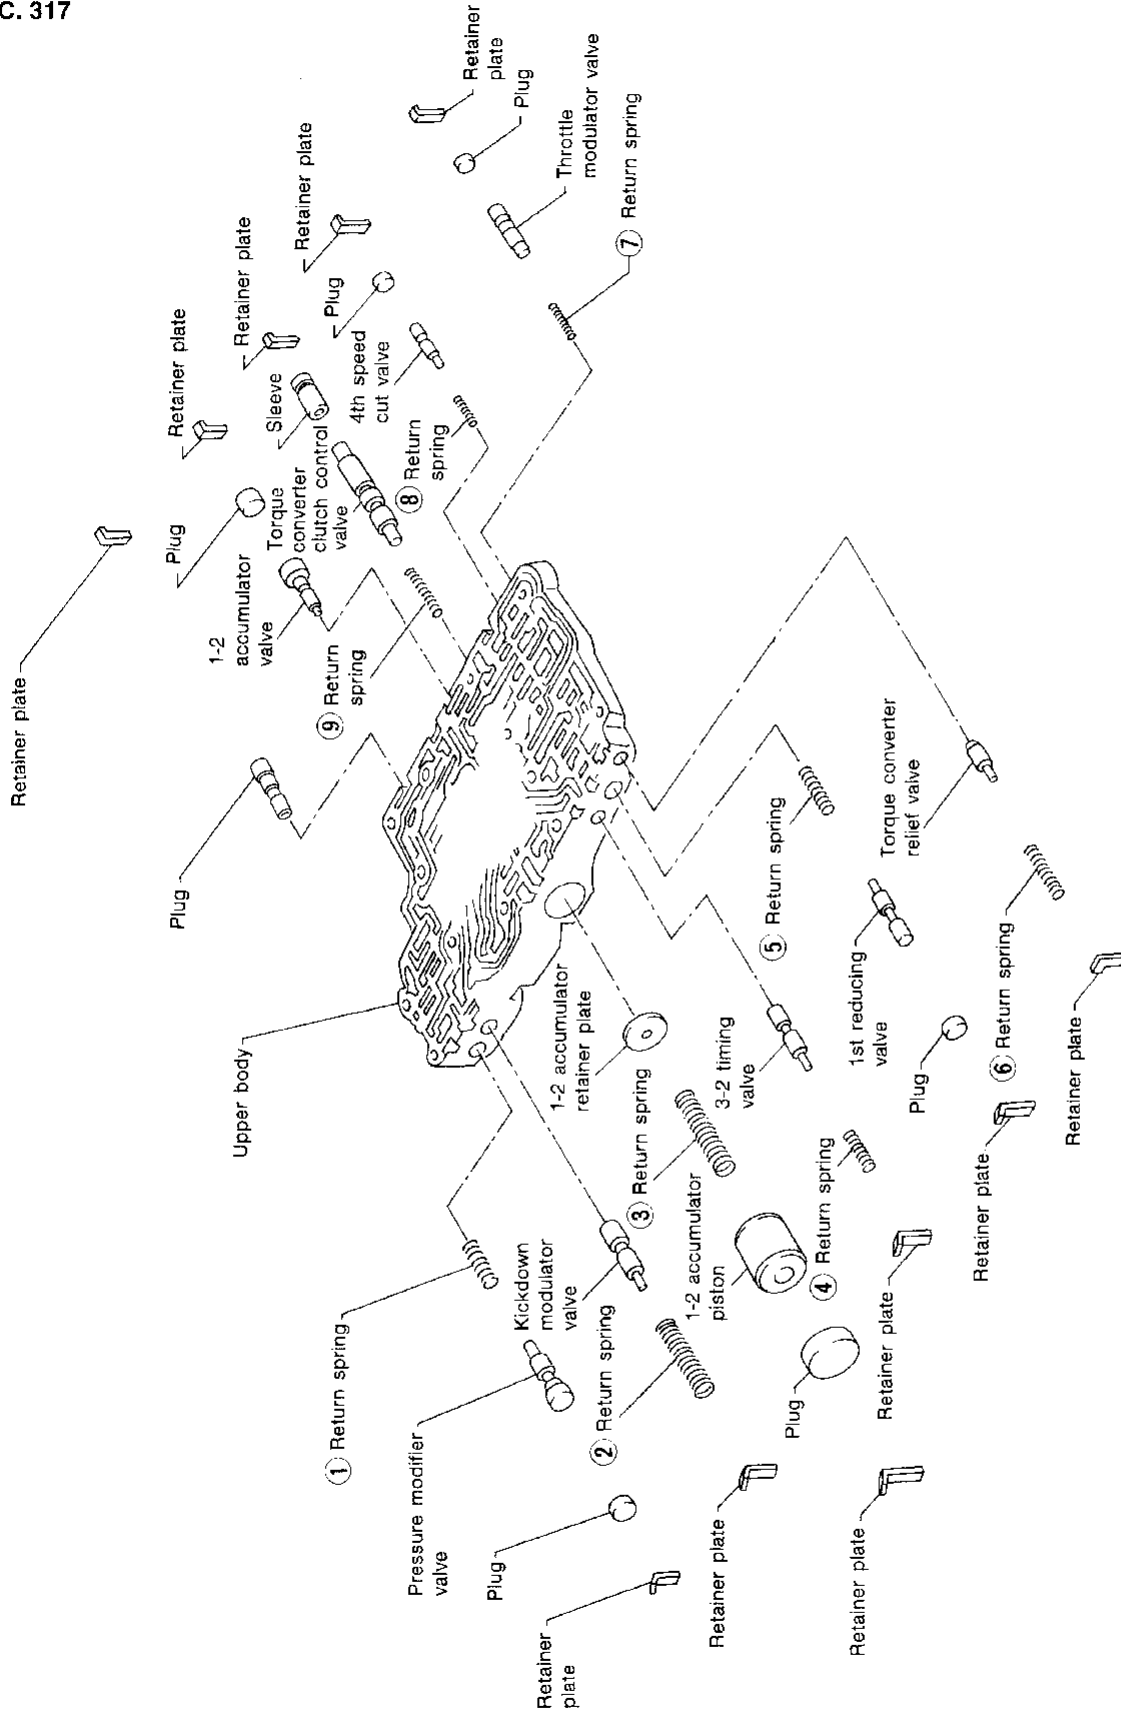 C. 317
Retainer
plate
Plug
Throttle
modulator valve
7 Return spring
Retainer plate
Retainer plate
Plug
4th speed
cut valve
8 Return
spring
Retainer plate
Sleeve
Torque
converter
clutch control
valve
Plug
1-2
accumulator
valve
9 Return
spring
Retainer plate
Plug
Upper body
1-2 accumulator
retainer plate
3 Return spring
3-2 timing
valve
5 Return spring
Torque converter
relief valve
1st reducing
valve
Plug
6 Return spring
Retainer plate
Retainer plate
1 Return spring
Kickdown
modulator
valve
2 Return spring
1-2 accumulator
piston
4 Return spring
Retainer plate
Plug
Pressure modifier
valve
Plug
Retainer
plate
Retainer plate
Retainer plate